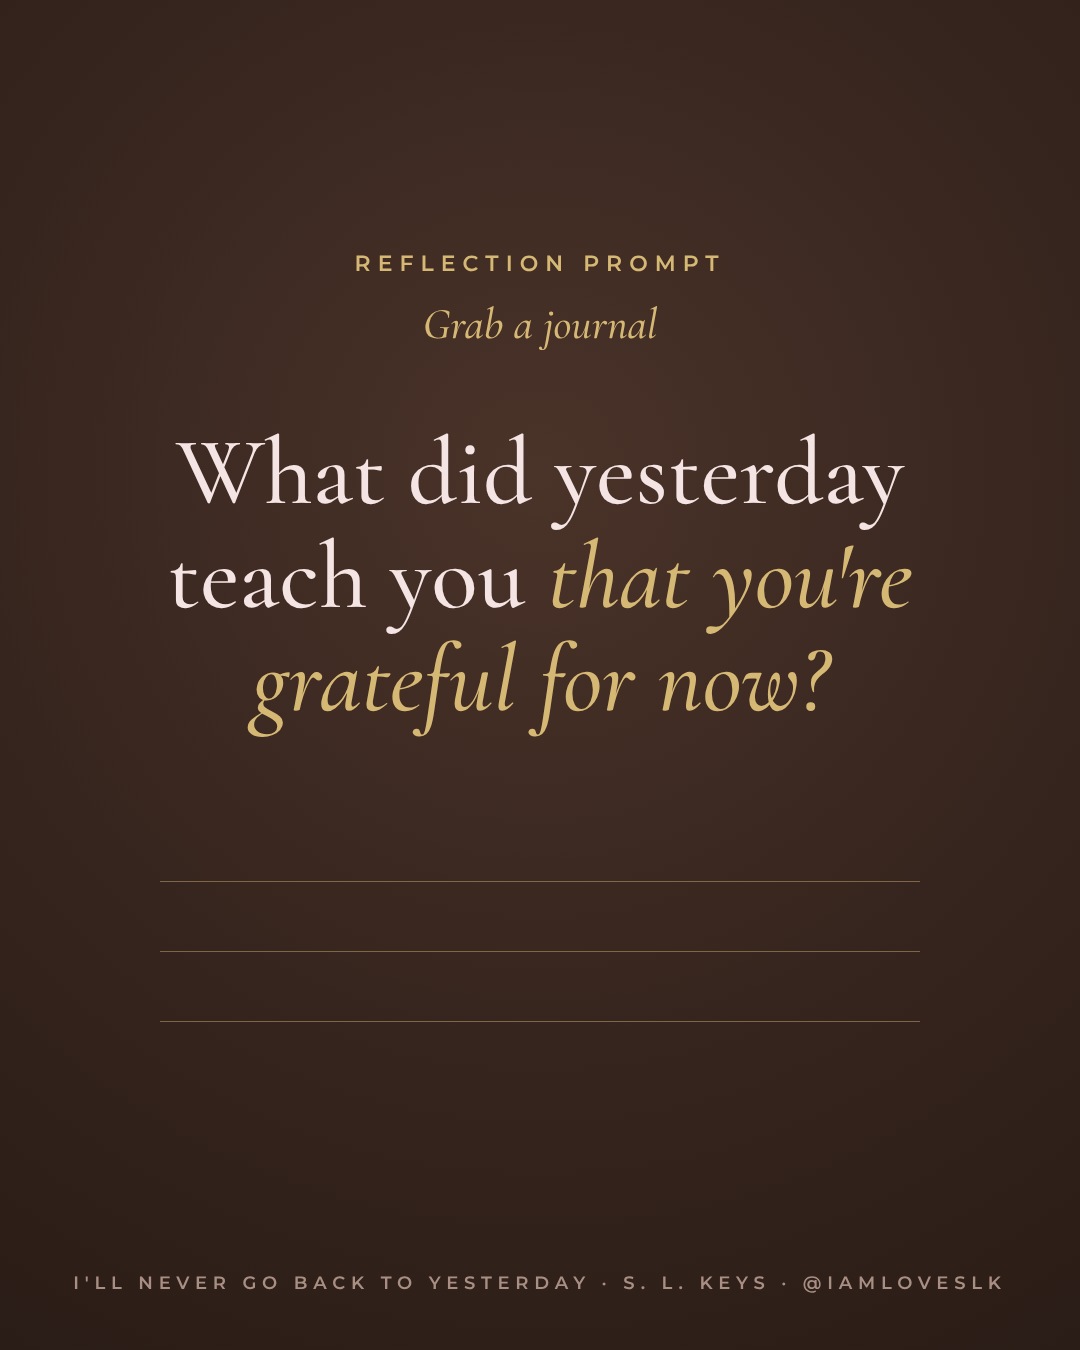 REFLECTION PROMPT
Grab a journal
What did yesterday
teach you that you're
grateful for now?
I'LL NEVER GO BACK TO YESTERDAY · S. L. KEYS · @IAMLOVESLK